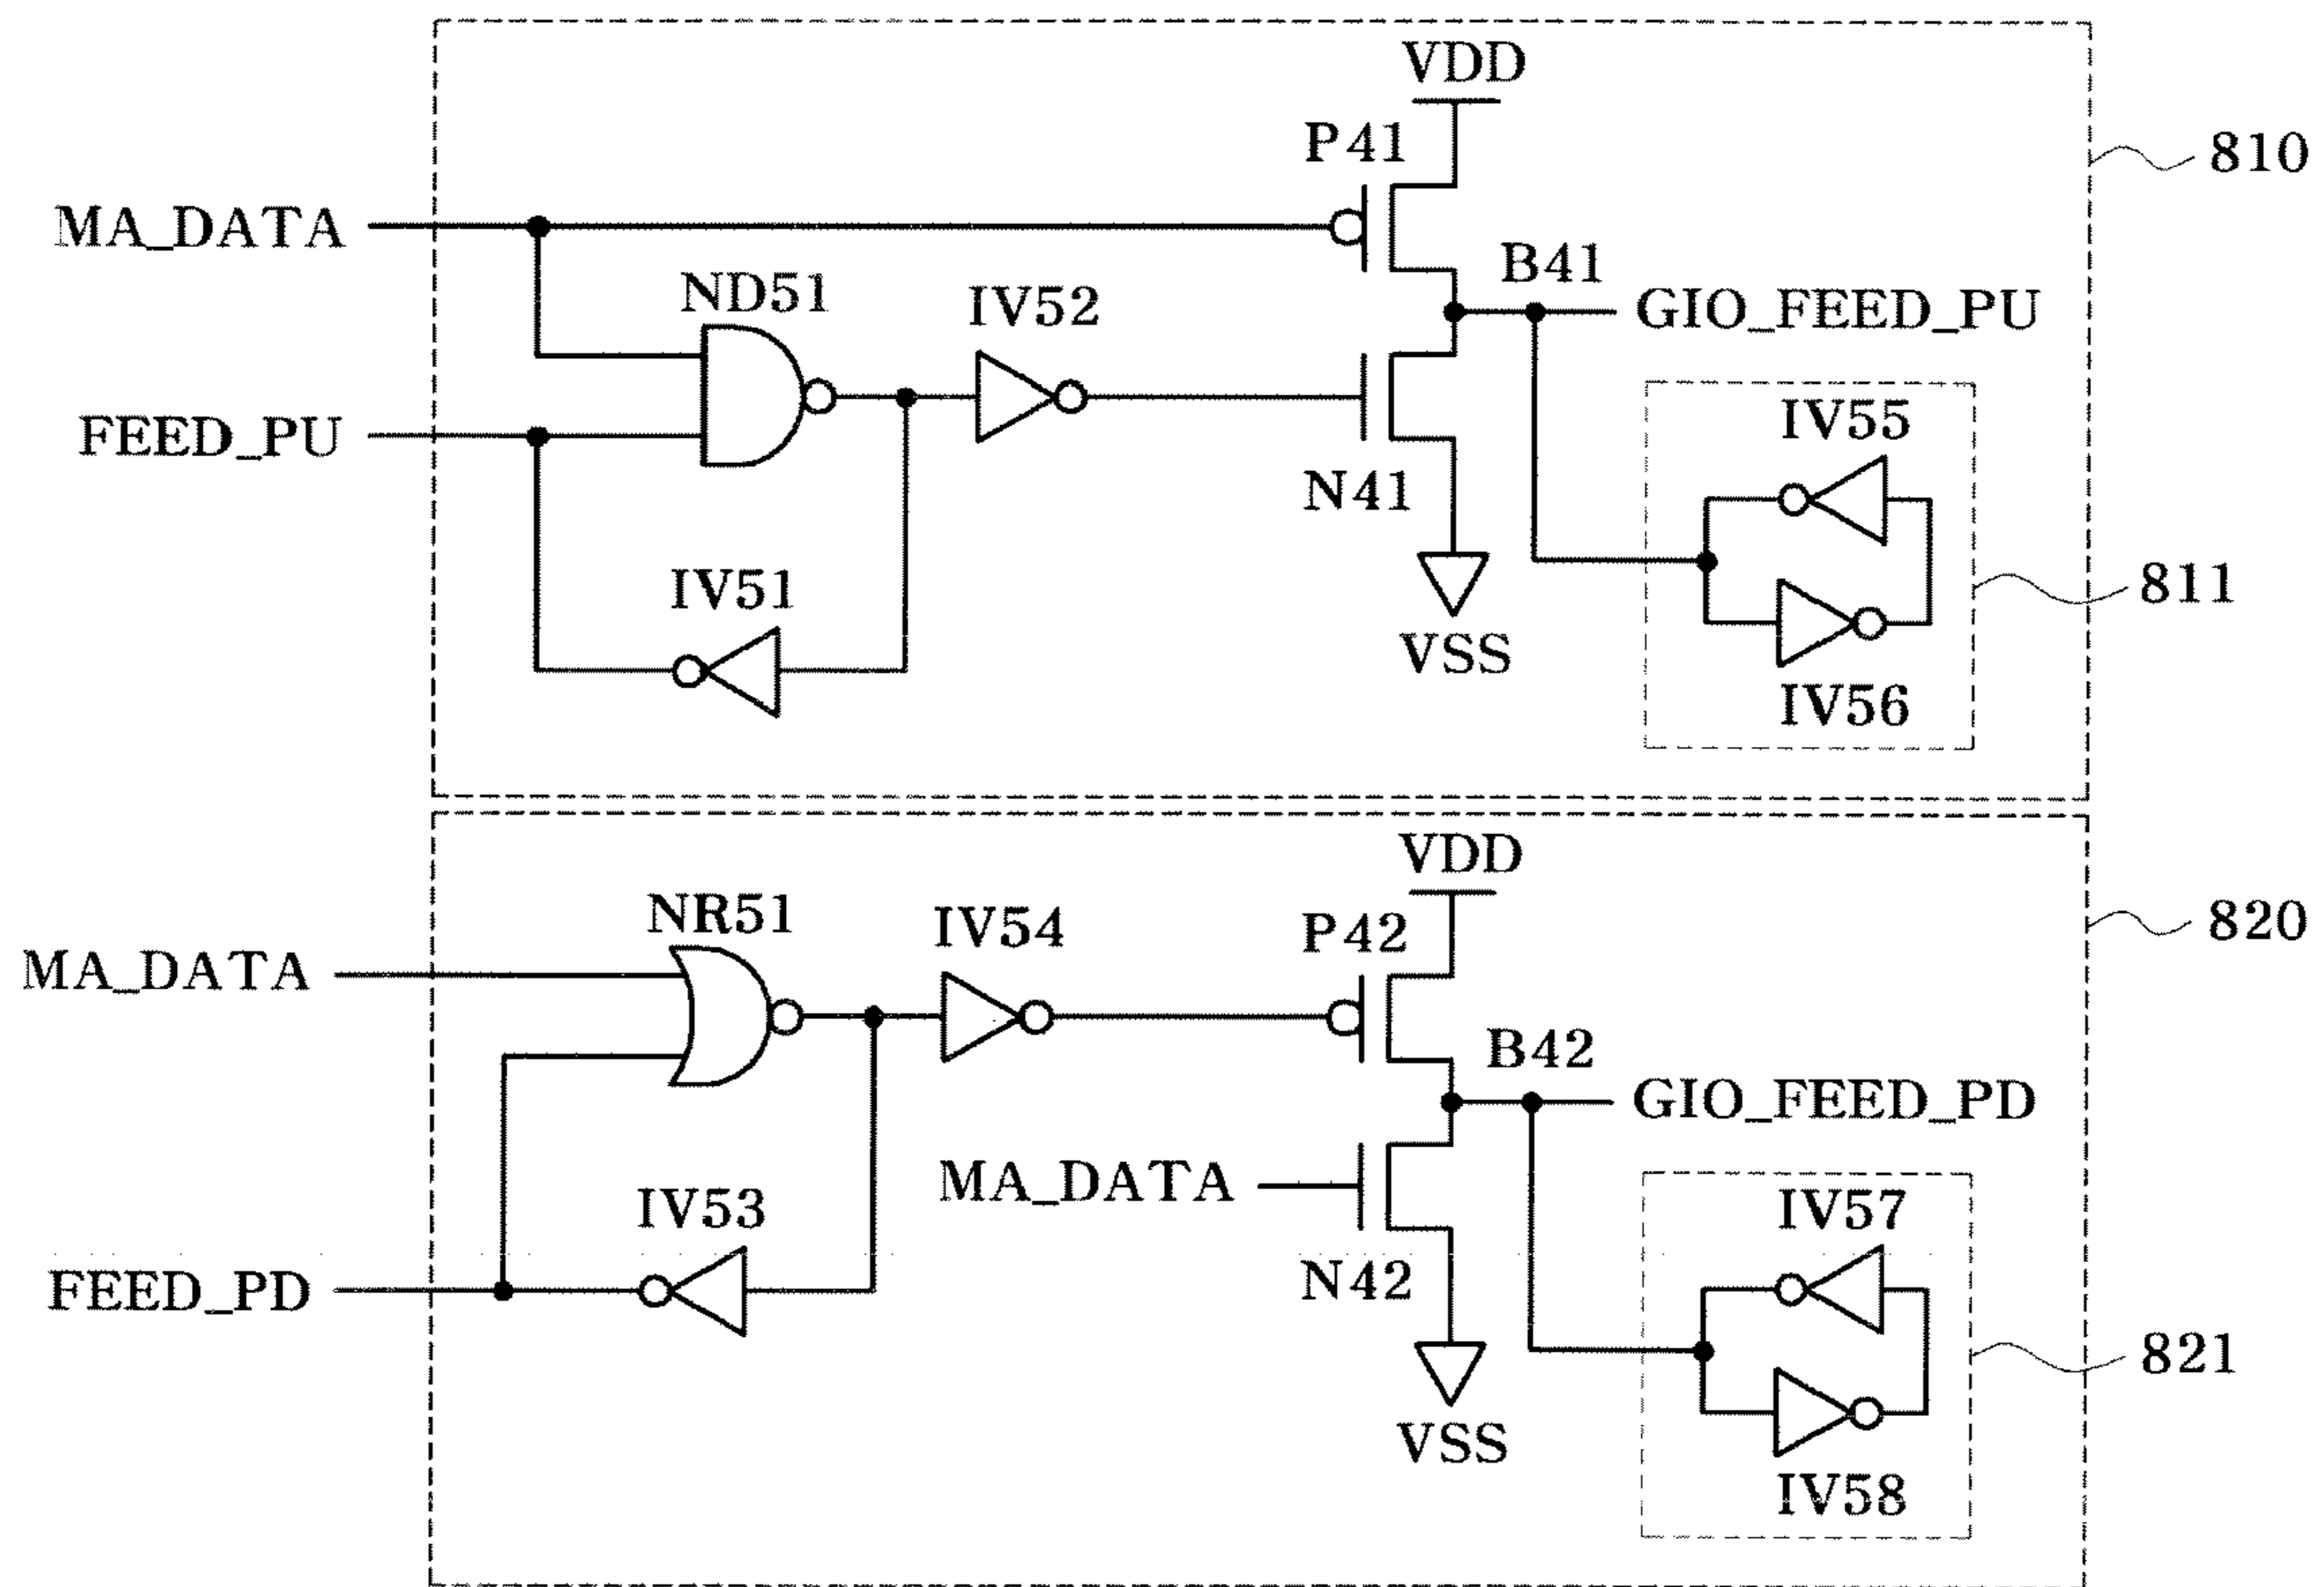 VDD
P41
810
MA_DATA
B41
ND51
IV52
GIO_FEED_PU
FEED_PU
IV55
N41
IV51
811
VSS
IV56
VDD
NR51
IV54
P42
820
MA_DATA
B42
GIO_FEED_PD
MA_DATA
IV53
IV57
FEED_PD
N42
821
VSS
IV58